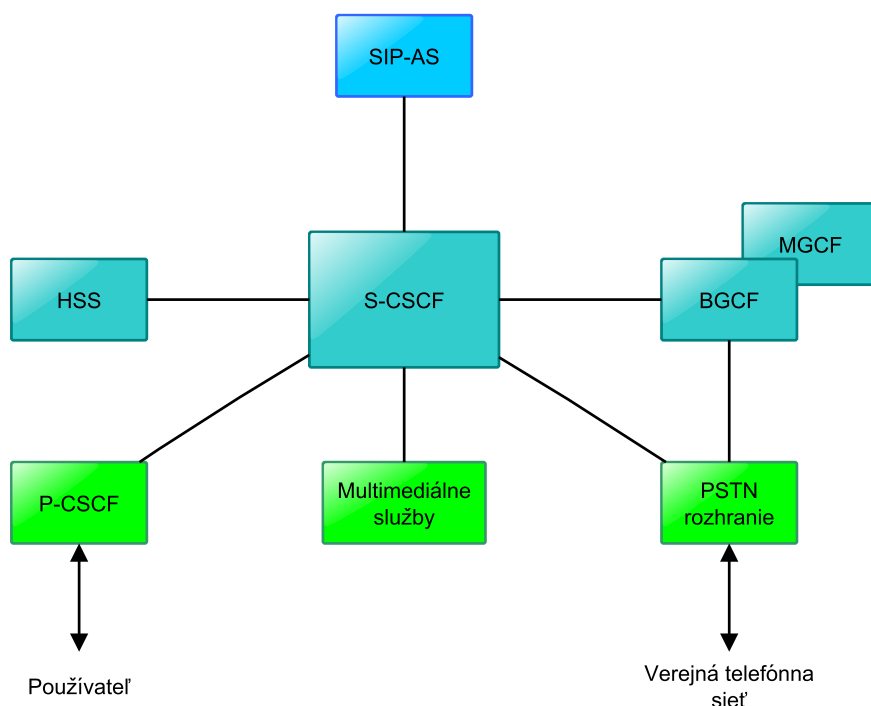 SIP-AS
MGCF
HSS
S-CSCF
BGCF
P-CSCF
Multimediálne
služby
PSTN
rozhranie
Používateľ
Verejná telefónna
sieť